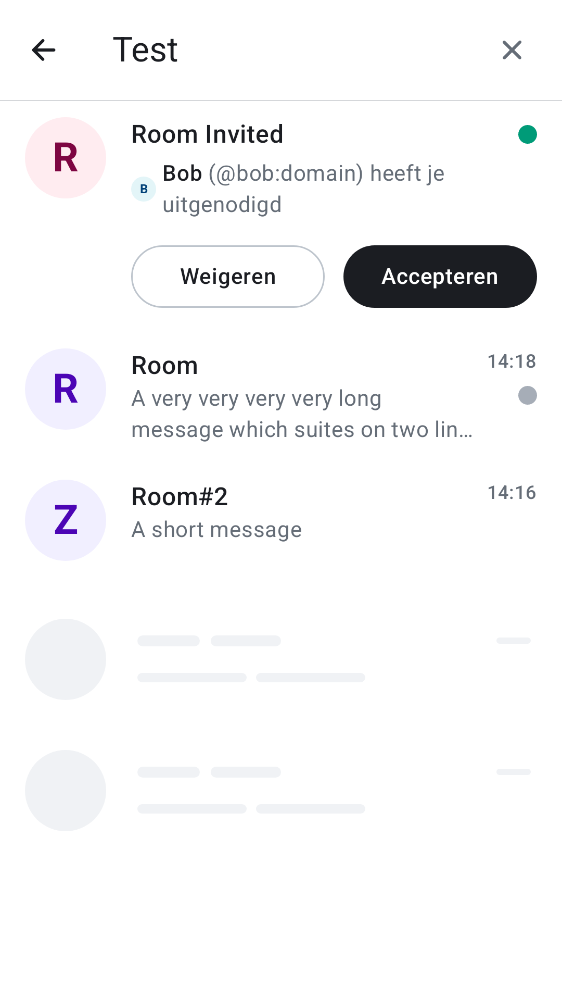 Test
R
Room Invited
B
Bob (@bob:domain) heeft je
uitgenodigd
Weigeren
Accepteren
R
Room
14:18
A very very very very long
message which suites on two lin…
Z
Room#2
14:16
A short message